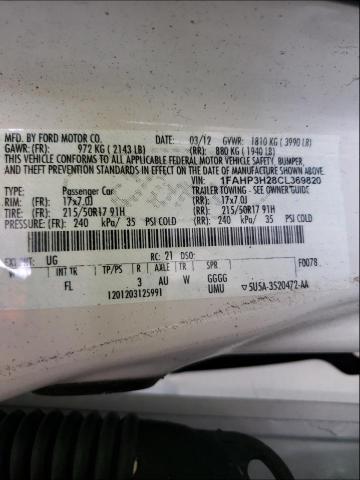 MFD. BY FORD MOTOR CO. 03/12 GVWR: 1810 KG ( 3990 LB)
GAWR: (FR): 972 KG ( 2143 LB) (RR): 880 KG ( 1940 LB)
THIS VEHICLE CONFORMS TO ALL APPLICABLE FEDERAL MOTOR VEHICLE SAFETY, BUMPER,
AND THEFT PREVENTION STANDARDS IN EFFECT ON THE DATE OF MANUFACTURE SHOWN ABOVE.
VIN: 1FAHP3H28CL369820
TYPE: Passenger Car TRAILER TOWING - SEE OWNER GUIDE
RIM: (FR): 17x7.0J (RR): 17x7.0J
TIRE: (FR): 215/50R17 91H (RR): 215/50R17 91H
PRESSURE: (FR): 240 kPa/ 35 PSI COLD (RR): 240 kPa/ 35 PSI COLD
EXT PNT: UG RC: 21 DSO: F0078
INT TR TP/PS R AXLE TR SPR
FL 3 AU W GGGG
1201203125991 UMU ▽5U5A-3520472-AA